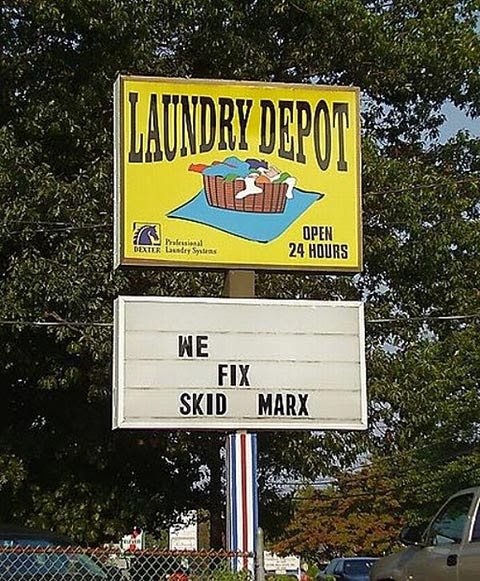 LAUNDRY DEPOT
DEXTER
Professional
Laundry Systems
OPEN
24 HOURS
WE
FIX
SKID MARX